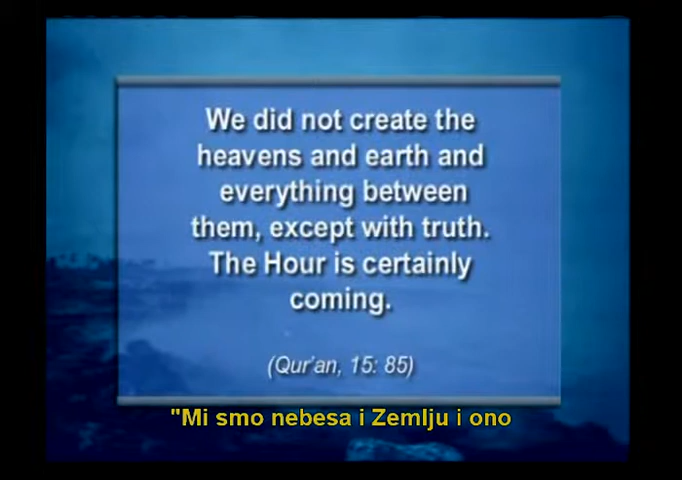 We did not create the
heavens and earth and
everything between
them, except with truth.
The Hour is certainly
coming.
(Qur'an, 15: 85)
"Mi smo nebesa i Zemlju i ono